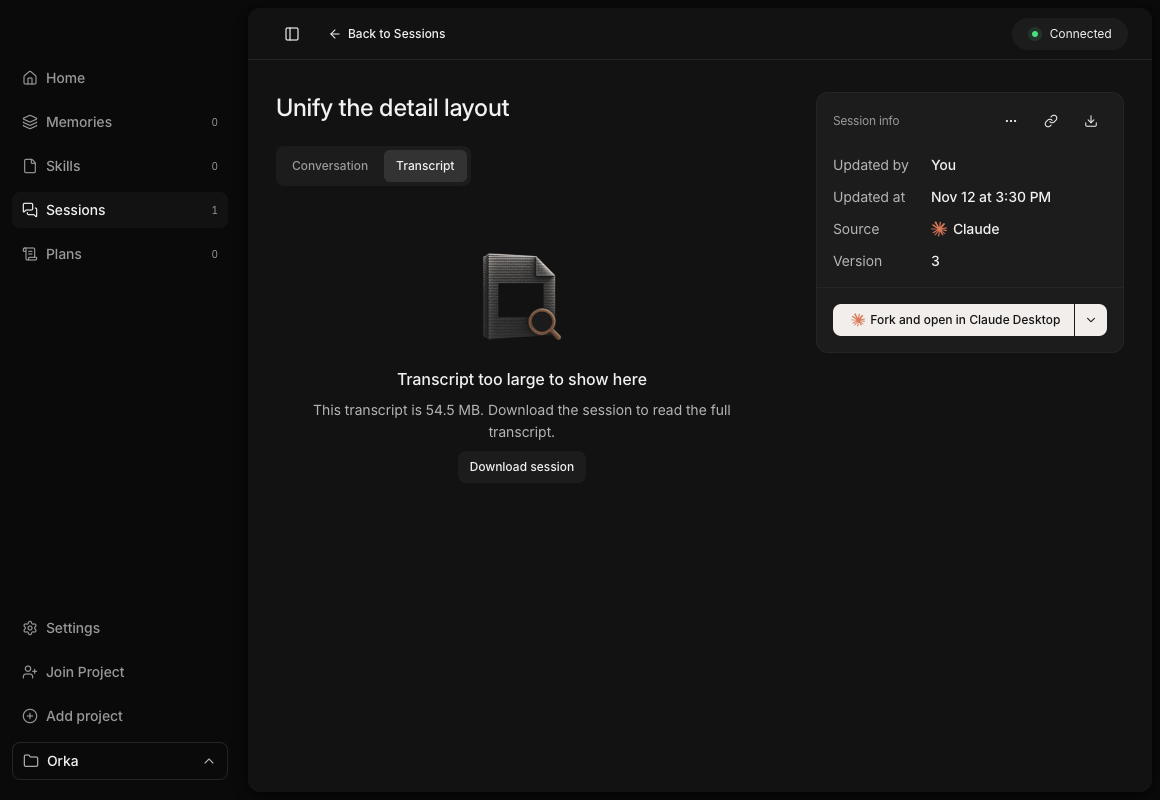 Back to Sessions
Connected
Home
Memories 0
Skills 0
Sessions 1
Plans 0
Unify the detail layout
Conversation Transcript
Transcript too large to show here
This transcript is 54.5 MB. Download the session to read the full
transcript.
Download session
Session info
Updated by You
Updated at Nov 12 at 3:30 PM
Source Claude
Version 3
Fork and open in Claude Desktop
Settings
Join Project
Add project
Orka